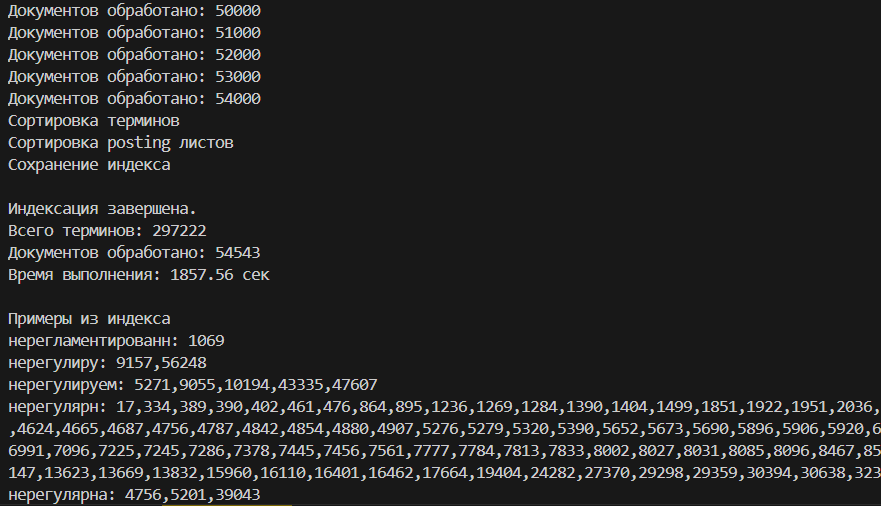 Документов обработано: 50000
Документов обработано: 51000
Документов обработано: 52000
Документов обработано: 53000
Документов обработано: 54000
Сортировка терминов
Сортировка posting листов
Сохранение индекса
Индексация завершена.
Всего терминов: 297222
Документов обработано: 54543
Время выполнения: 1857.56 сек
Примеры из индекса
нерегламентированн: 1069
нерегулиру: 9157,56248
нерегулируем: 5271,9055,10194,43335,47607
нерегулярн: 17,334,389,390,402,461,476,864,895,1236,1269,1284,1390,1404,1499,1851,1922,1951,2036,
,4624,4665,4687,4756,4787,4842,4854,4880,4907,5276,5279,5320,5390,5652,5673,5690,5896,5906,5920,6
6991,7096,7225,7245,7286,7378,7445,7456,7561,7777,7784,7813,7833,8002,8027,8031,8085,8096,8467,85
147,13623,13669,13832,15960,16110,16401,16462,17664,19404,24282,27370,29298,29359,30394,30638,323
нерегулярна: 4756,5201,39043